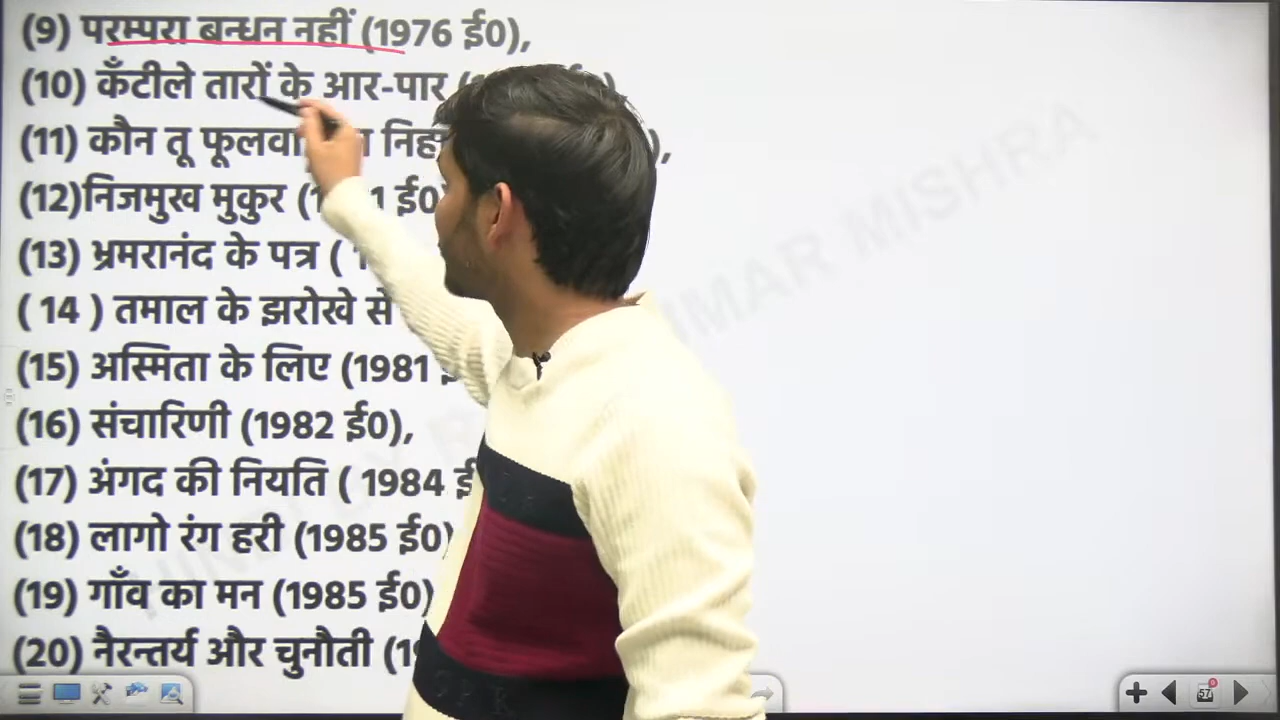 (9) परम्परा बन्धन नहीं (1976 ई0),
(10) कँटीले तारों के आर-पार
(11) कौन तू
(12)निजमुख मुकुर
(13) भ्रमरानंद के पत्र (
( 14 ) तमाल के झरोखे से
(15) अस्मिता के लिए (1981
(16) संचारिणी (1982 ई0),
(17) अंगद की नियति ( 1984
(18) लागो रंग हरी (1985 ई0)
(19) गाँव का मन (1985 ई0)
(20) नैरन्तर्य और चुनौती
MISHRA
57